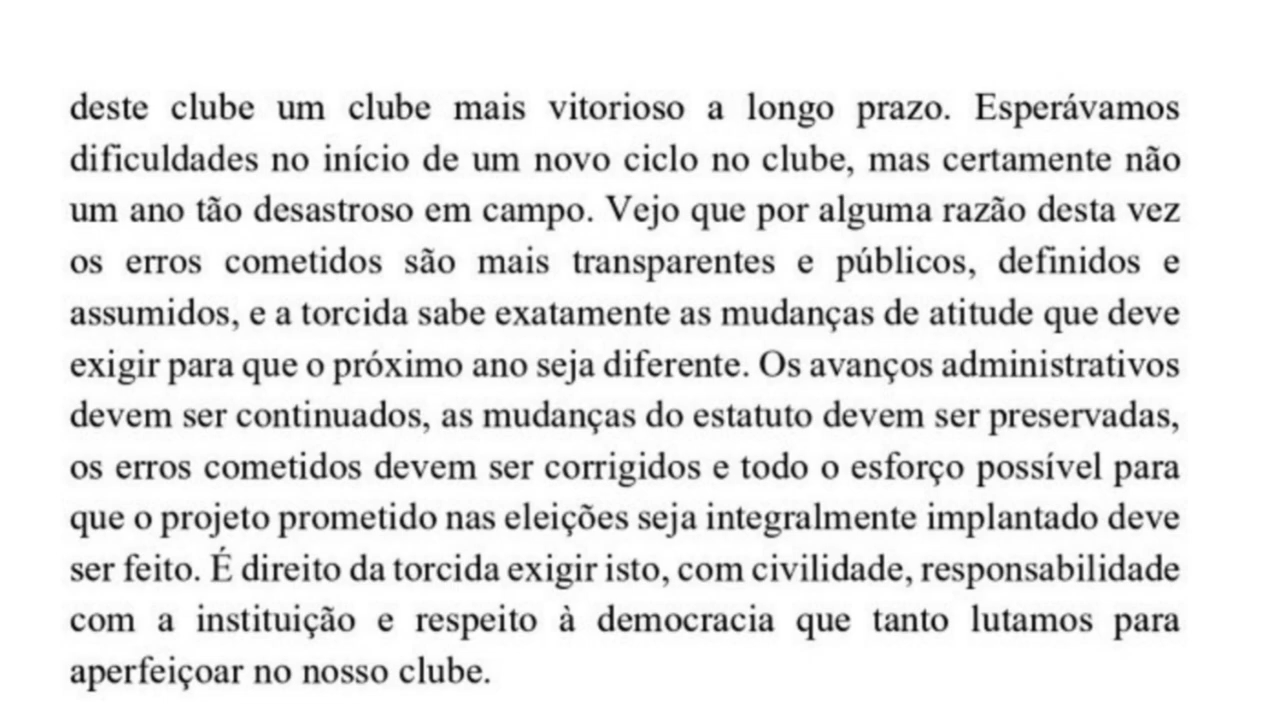 deste clube um clube mais vitorioso a longo prazo. Esperávamos
dificuldades no início de um novo ciclo no clube, mas certamente não
um ano tão desastroso em campo. Vejo que por alguma razão desta vez
os erros cometidos são mais transparentes e públicos, definidos e
assumidos, e a torcida sabe exatamente as mudanças de atitude que deve
exigir para que o próximo ano seja diferente. Os avanços administrativos
devem ser continuados, as mudanças do estatuto devem ser preservadas,
os erros cometidos devem ser corrigidos e todo o esforço possível para
que o projeto prometido nas eleições seja integralmente implantado deve
ser feito. É direito da torcida exigir isto, com civilidade, responsabilidade
com a instituição e respeito à democracia que tanto lutamos para
aperfeiçoar no nosso clube.